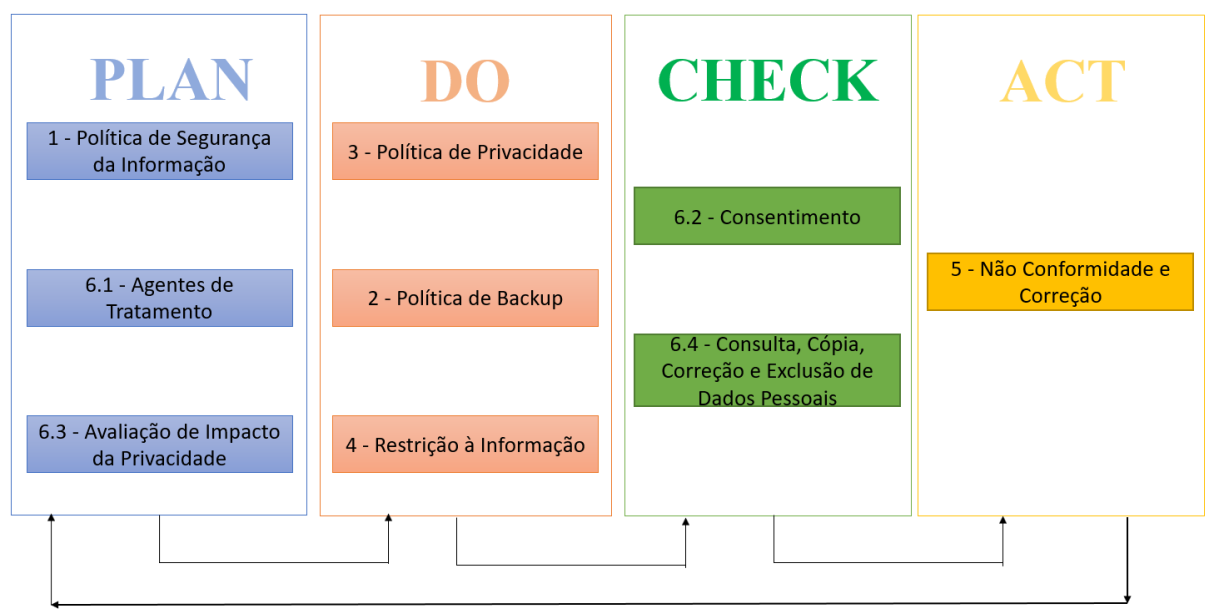 PLAN
1 - Política de Segurança
da Informação
6.1 - Agentes de
Tratamento
6.3 - Avaliação de Impacto
da Privacidade
DO
3 - Política de Privacidade
2 - Política de Backup
4 - Restrição à Informação
CHECK
6.2 - Consentimento
6.4 - Consulta, Cópia,
Correção e Exclusão de
Dados Pessoais
ACT
5 - Não Conformidade e
Correção